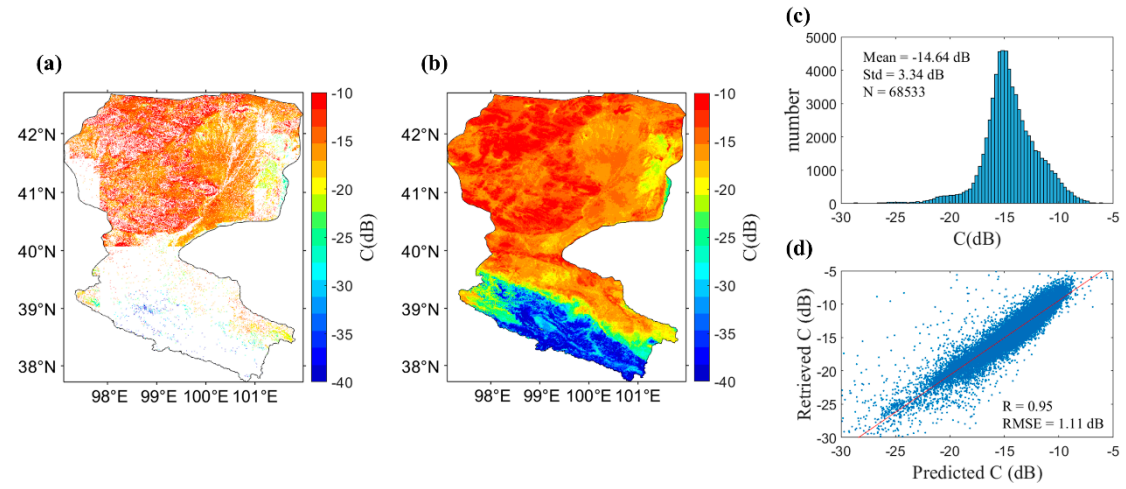 (a)
42°N
41°N
40°N
39°N
38°N
98°E 99°E 100°E 101°E
-10
-15
-20
-25
-30
-35
-40
C(dB)
(b)
42°N
41°N
40°N
39°N
38°N
98°E 99°E 100°E 101°E
-10
-15
-20
-25
-30
-35
-40
C(dB)
(c)
number
5000
4000
3000
2000
1000
0
Mean = -14.64 dB
Std = 3.34 dB
N = 68533
-30 -25 -20 -15 -10 -5
C(dB)
(d)
Retrieved C (dB)
-5
-10
-15
-20
-25
-30
R = 0.95
RMSE = 1.11 dB
-30 -25 -20 -15 -10 -5
Predicted C (dB)